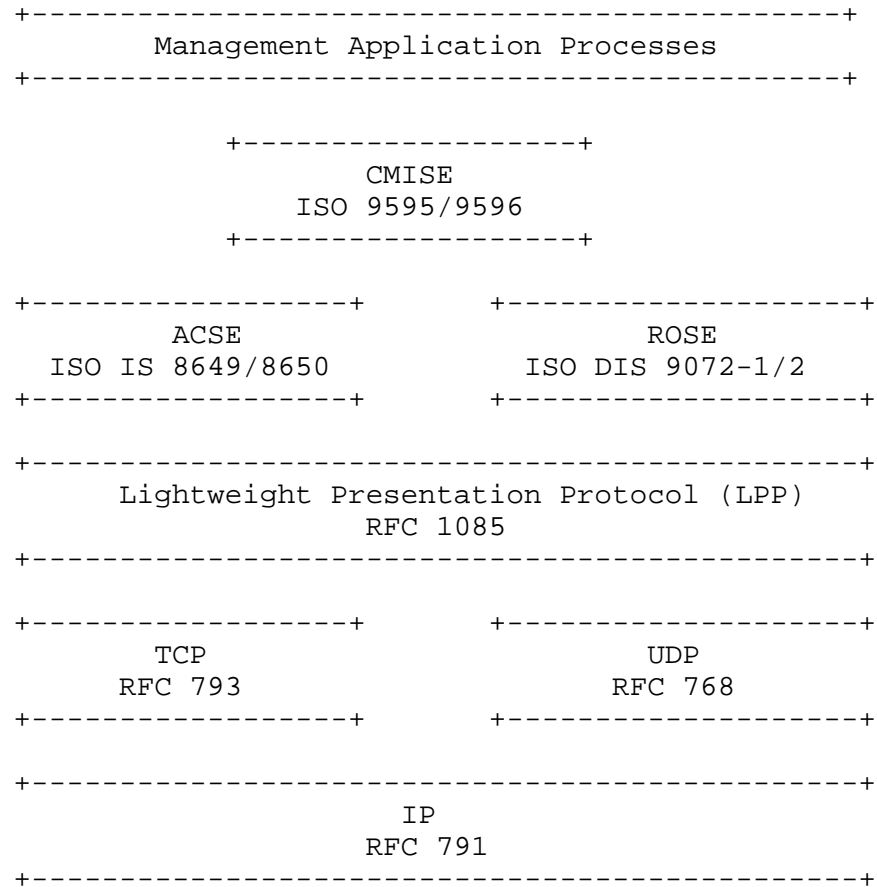 +----------------------------------------------+
Management Application Processes
+----------------------------------------------+
+-------------------+
CMISE
ISO 9595/9596
+-------------------+
+------------------+ +--------------------+
ACSE ROSE
ISO IS 8649/8650 ISO DIS 9072-1/2
+------------------+ +--------------------+
+-----------------------------------------------+
Lightweight Presentation Protocol (LPP)
RFC 1085
+-----------------------------------------------+
+------------------+ +--------------------+
TCP UDP
RFC 793 RFC 768
+------------------+ +--------------------+
+-----------------------------------------------+
IP
RFC 791
+-----------------------------------------------+